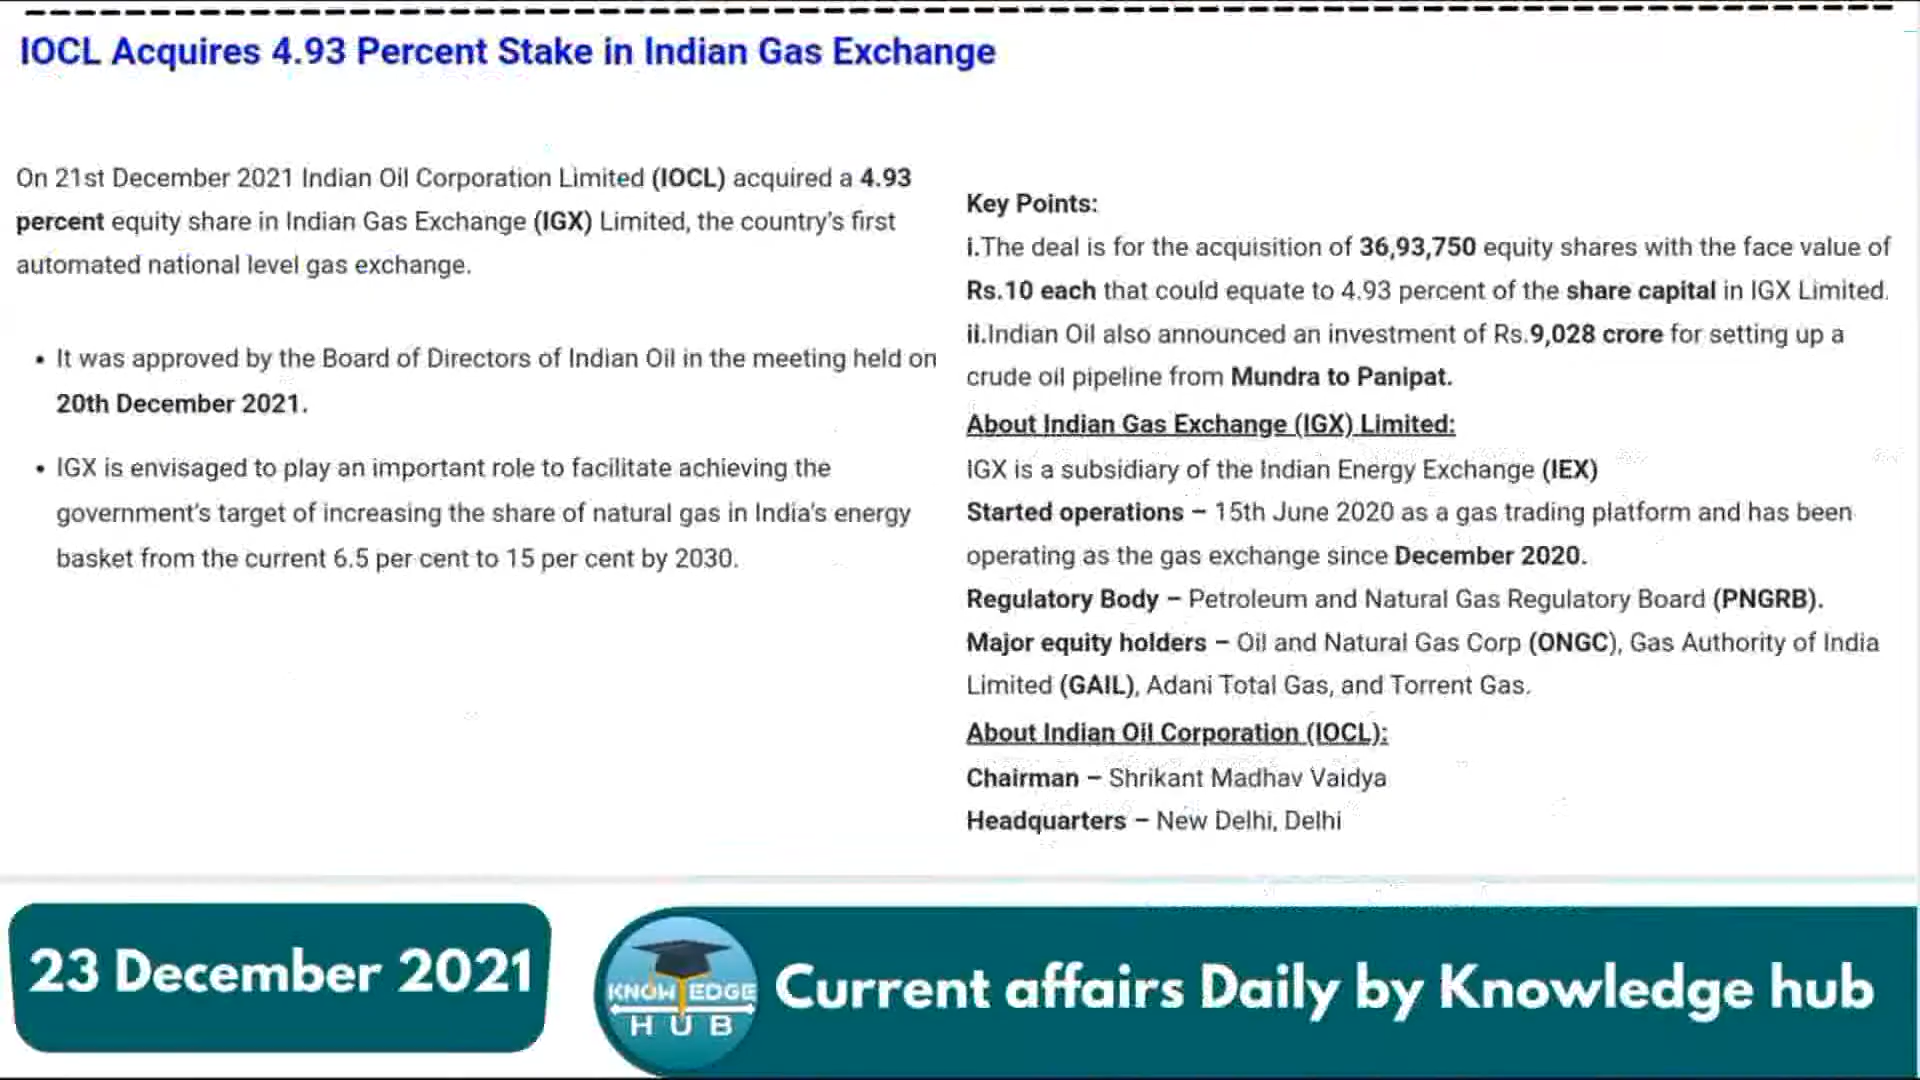 IOCL Acquires 4.93 Percent Stake in Indian Gas Exchange
On 21st December 2021 Indian Oil Corporation Limited (IOCL) acquired a 4.93
percent equity share in Indian Gas Exchange (IGX) Limited, the country's first
automated national level gas exchange.
• It was approved by the Board of Directors of Indian Oil in the meeting held on
20th December 2021.
• IGX is envisaged to play an important role to facilitate achieving the
government's target of increasing the share of natural gas in India's energy
basket from the current 6.5 per cent to 15 per cent by 2030.
Key Points:
i.The deal is for the acquisition of 36,93,750 equity shares with the face value of
Rs.10 each that could equate to 4.93 percent of the share capital in IGX Limited.
ii.Indian Oil also announced an investment of Rs.9,028 crore for setting up a
crude oil pipeline from Mundra to Panipat.
About Indian Gas Exchange (IGX) Limited:
IGX is a subsidiary of the Indian Energy Exchange (IEX)
Started operations – 15th June 2020 as a gas trading platform and has been
operating as the gas exchange since December 2020.
Regulatory Body – Petroleum and Natural Gas Regulatory Board (PNGRB).
Major equity holders – Oil and Natural Gas Corp (ONGC), Gas Authority of India
Limited (GAIL), Adani Total Gas, and Torrent Gas.
About Indian Oil Corporation (IOCL):
Chairman – Shrikant Madhav Vaidya
Headquarters – New Delhi, Delhi
23 December 2021
KNOWLEDGE
HUB
Current affairs Daily by Knowledge hub